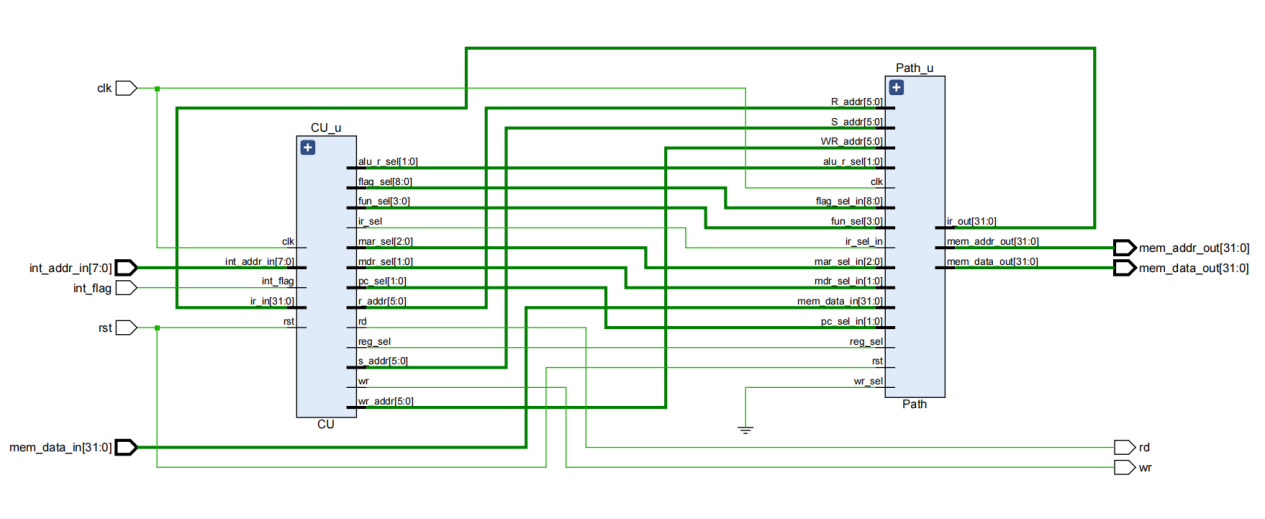 clk
int_addr_in[7:0]
int_flag
rst
mem_data_in[31:0]
CU_u
clk
int_addr_in[7:0]
int_flag
ir_in[31:0]
rst
alu_r_sel[1:0]
flag_sel[8:0]
fun_sel[3:0]
ir_sel
mar_sel[2:0]
mdr_sel[1:0]
pc_sel[1:0]
r_addr[5:0]
rd
reg_sel
s_addr[5:0]
wr
wr_addr[5:0]
CU
Path_u
R_addr[5:0]
S_addr[5:0]
WR_addr[5:0]
alu_r_sel[1:0]
clk
flag_sel_in[8:0]
fun_sel[3:0]
ir_sel_in
mar_sel_in[2:0]
mdr_sel_in[1:0]
mem_data_in[31:0]
pc_sel_in[1:0]
reg_sel
rst
wr_sel
ir_out[31:0]
mem_addr_out[31:0]
mem_data_out[31:0]
Path
mem_addr_out[31:0]
mem_data_out[31:0]
rd
wr